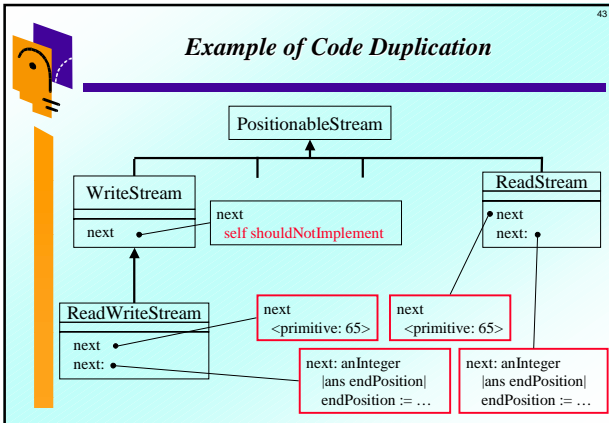 43
Example of Code Duplication
PositionableStream
WriteStream
next
next
self shouldNotImplement
ReadStream
next
next:
ReadWriteStream
next
next:
next
<primitive: 65>
next
<primitive: 65>
next: anInteger
|ans endPosition|
endPosition := …
next: anInteger
|ans endPosition|
endPosition := …